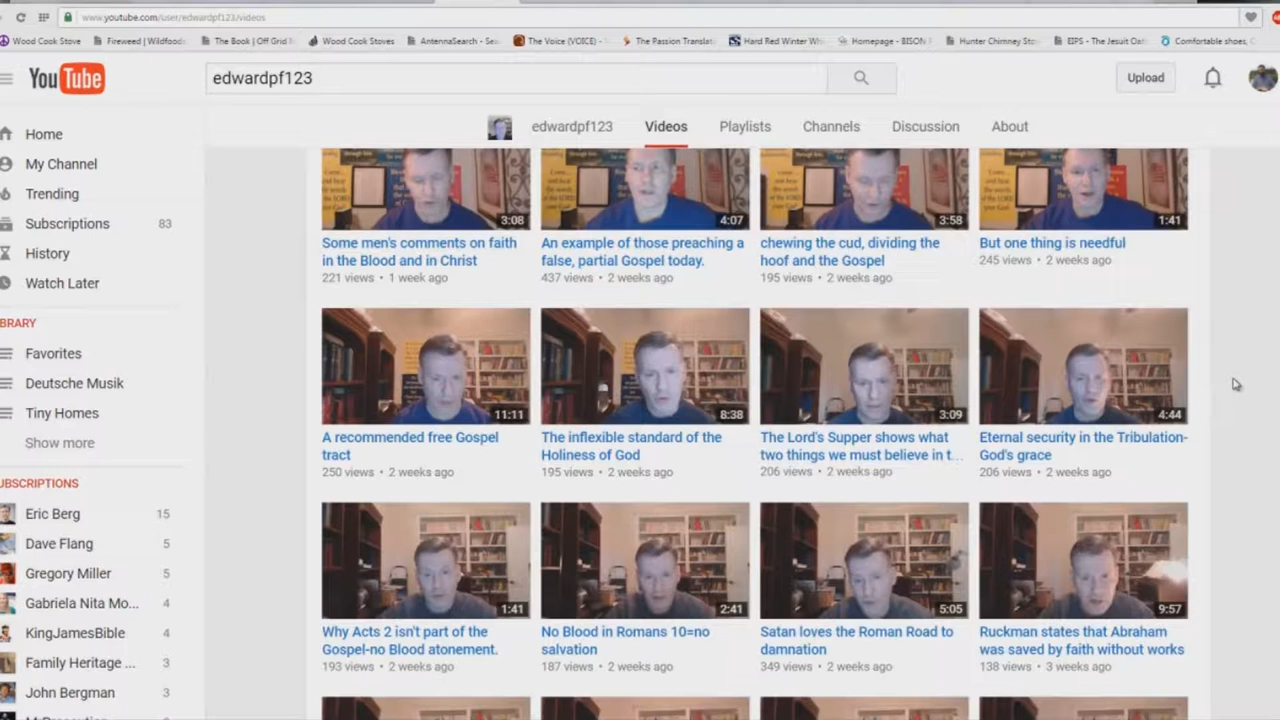 www.youtube.com/user/edwardpf123/videos
Wood Cook Stove
Fireweed | Wildfoods
The Book | Off Grid
Wood Cook Stoves
AntennaSearch - Sea
The Voice (VOICE) -
The Passion Translati
Hard Red Winter Wh
Homepage - BISON
Hunter Chimney Sto
EIPS - The Jesuit Oat
Comfortable shoes,
YouTube
edwardpf123
Upload
edwardpf123
Videos
Playlists
Channels
Discussion
About
Home
My Channel
Trending
Subscriptions 83
History
Watch Later
BRARY
Favorites
Deutsche Musik
Tiny Homes
Show more
UBSCRIPTIONS
Eric Berg 15
Dave Flang 5
Gregory Miller 5
Gabriela Nita Mo... 4
KingJamesBible 4
Family Heritage ... 3
John Bergman 3
3:08
Some men's comments on faith
in the Blood and in Christ
221 views • 1 week ago
4:07
An example of those preaching a
false, partial Gospel today.
437 views • 2 weeks ago
3:58
chewing the cud, dividing the
hoof and the Gospel
195 views • 2 weeks ago
1:41
But one thing is needful
245 views • 2 weeks ago
11:11
A recommended free Gospel
tract
250 views • 2 weeks ago
8:38
The inflexible standard of the
Holiness of God
195 views • 2 weeks ago
3:09
The Lord's Supper shows what
two things we must believe in t...
206 views • 2 weeks ago
4:44
Eternal security in the Tribulation-
God's grace
206 views • 2 weeks ago
1:41
Why Acts 2 isn't part of the
Gospel-no Blood atonement.
193 views • 2 weeks ago
2:41
No Blood in Romans 10=no
salvation
187 views • 2 weeks ago
5:05
Satan loves the Roman Road to
damnation
349 views • 2 weeks ago
9:57
Ruckman states that Abraham
was saved by faith without works
138 views • 3 weeks ago